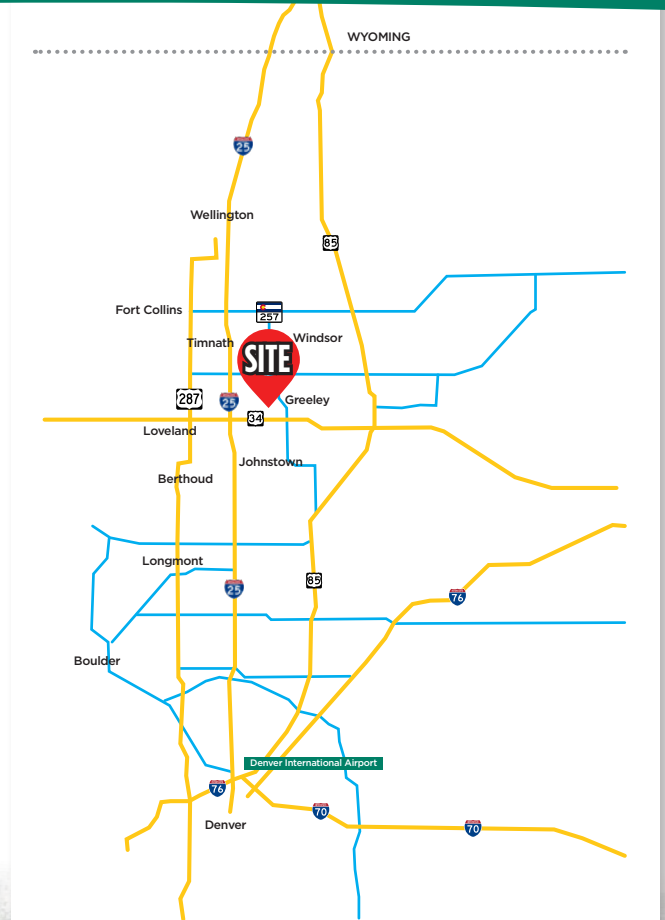 WYOMING
25
Wellington
85
Fort Collins
257
Timnath
Windsor
SITE
287
25
Greeley
34
Loveland
Johnstown
Berthoud
Longmont
25
85
76
Boulder
Denver International Airport
76
70
Denver
70